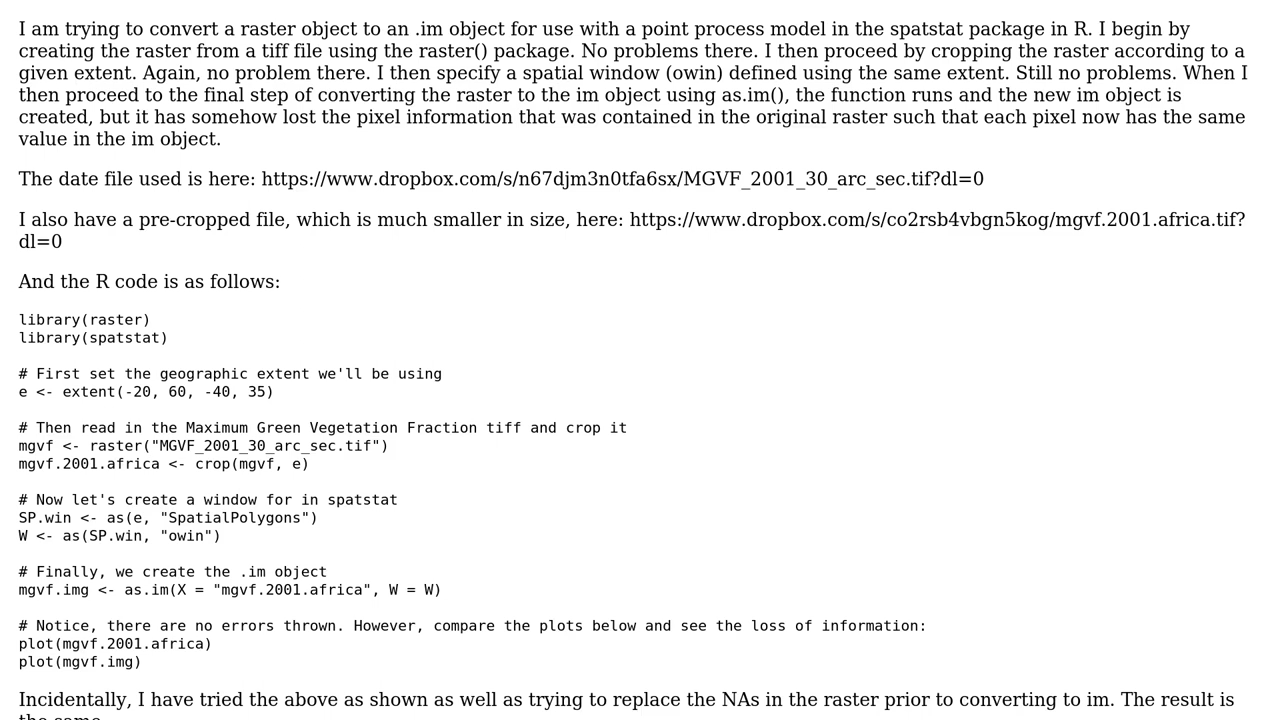 I am trying to convert a raster object to an .im object for use with a point process model in the spatstat package in R. I begin by
creating the raster from a tiff file using the raster() package. No problems there. I then proceed by cropping the raster according to a
given extent. Again, no problem there. I then specify a spatial window (owin) defined using the same extent. Still no problems. When I
then proceed to the final step of converting the raster to the im object using as.im(), the function runs and the new im object is
created, but it has somehow lost the pixel information that was contained in the original raster such that each pixel now has the same
value in the im object.
The date file used is here: https://www.dropbox.com/s/n67djm3n0tfa6sx/MGVF_2001_30_arc_sec.tif?dl=0
I also have a pre-cropped file, which is much smaller in size, here: https://www.dropbox.com/s/co2rsb4vbgn5kog/mgvf.2001.africa.tif?
dl=0
And the R code is as follows:
library(raster)
library(spatstat)
# First set the geographic extent we'll be using
e <- extent(-20, 60, -40, 35)
# Then read in the Maximum Green Vegetation Fraction tiff and crop it
mgvf <- raster("MGVF_2001_30_arc_sec.tif")
mgvf.2001.africa <- crop(mgvf, e)
# Now let's create a window for in spatstat
SP.win <- as(e, "SpatialPolygons")
W <- as(SP.win, "owin")
# Finally, we create the .im object
mgvf.img <- as.im(X = "mgvf.2001.africa", W = W)
# Notice, there are no errors thrown. However, compare the plots below and see the loss of information:
plot(mgvf.2001.africa)
plot(mgvf.img)
Incidentally, I have tried the above as shown as well as trying to replace the NAs in the raster prior to converting to im. The result is
the same.